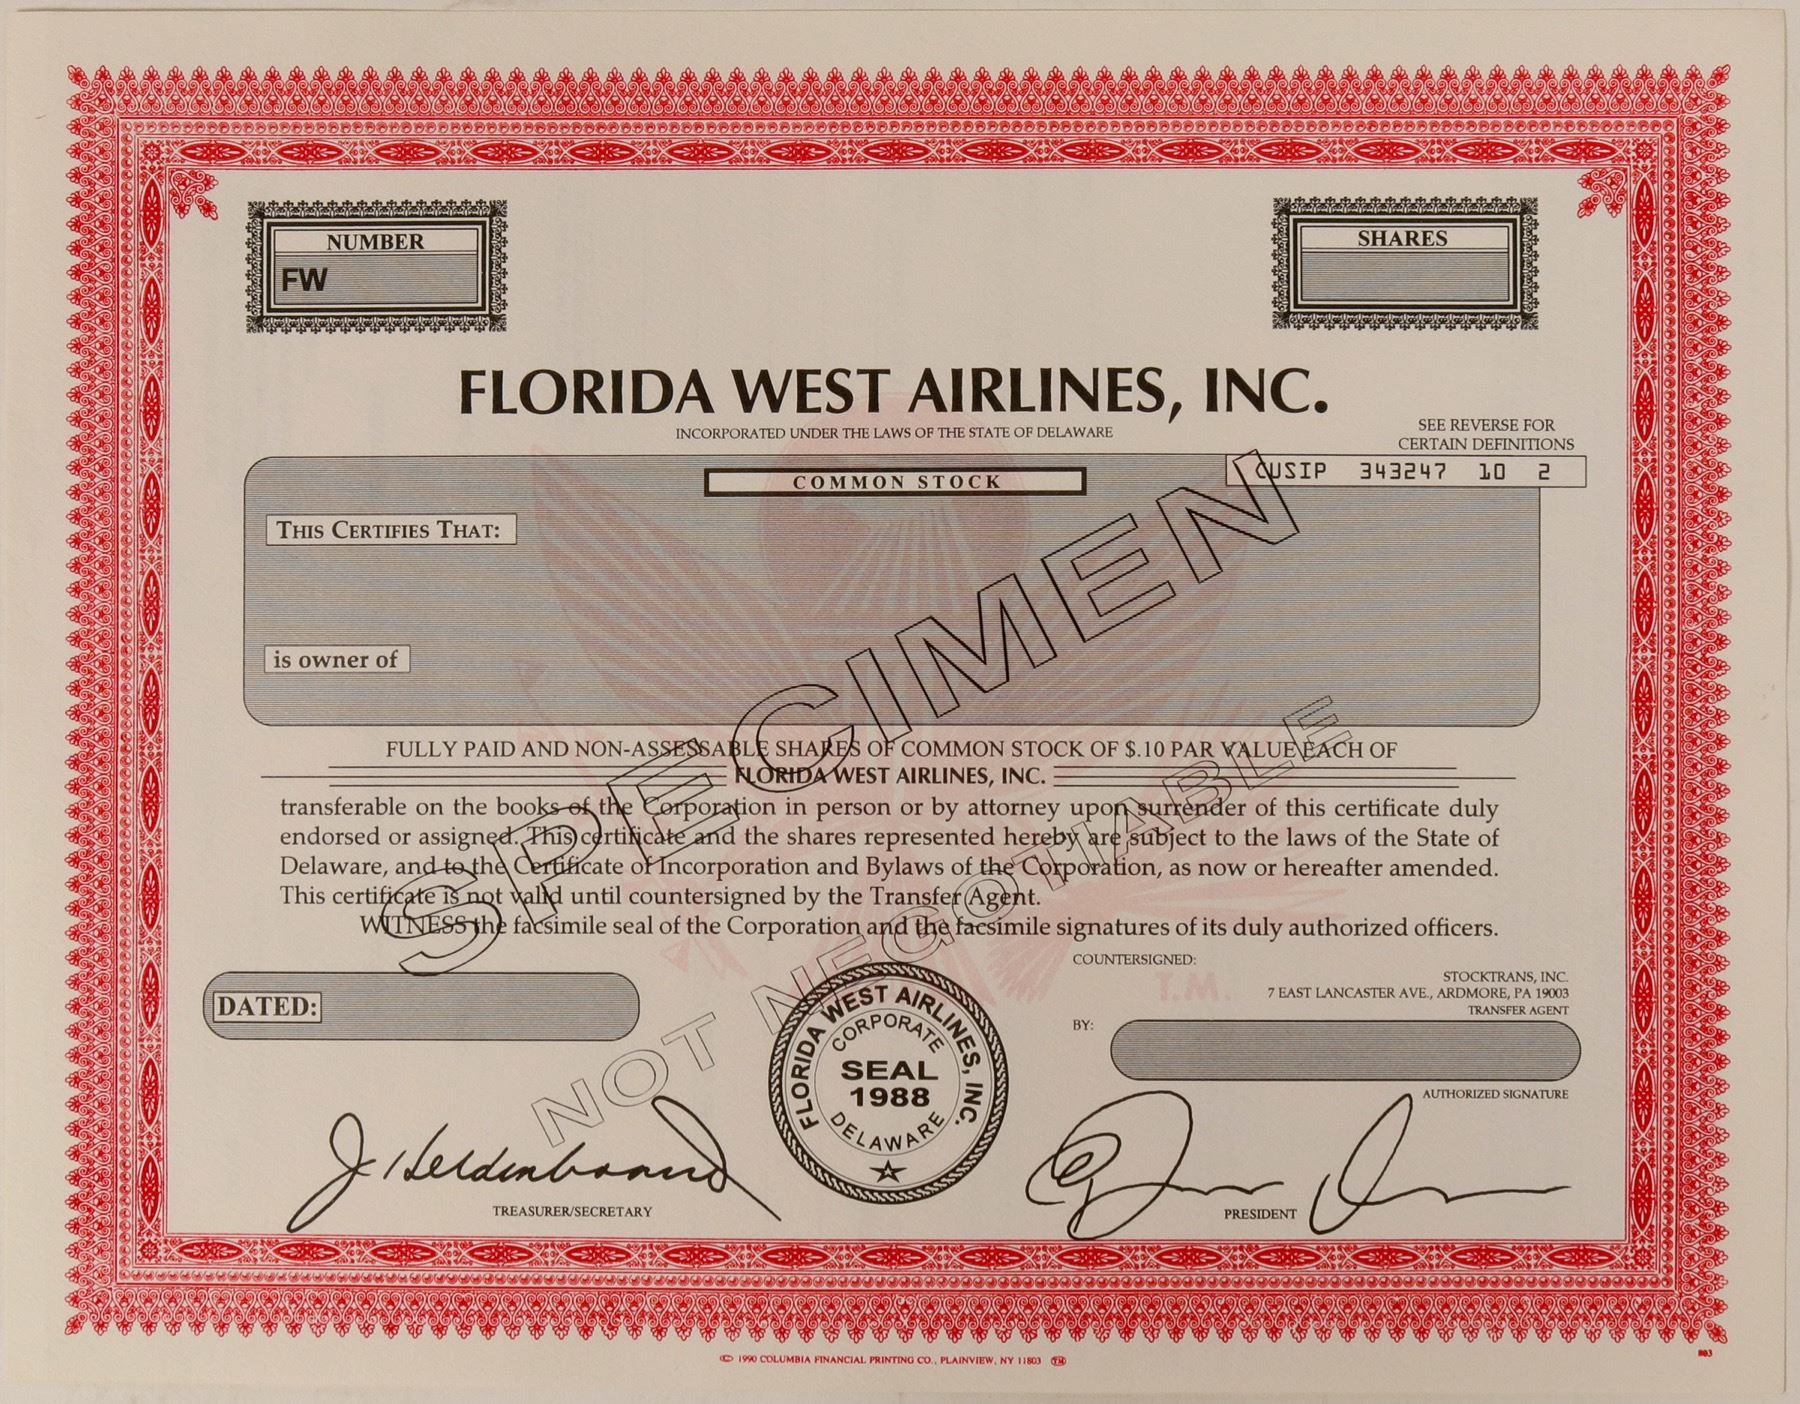 NUMBER
FW
SHARES
FLORIDA WEST AIRLINES, INC.
INCORPORATED UNDER THE LAWS OF THE STATE OF DELAWARE
SEE REVERSE FOR
CERTAIN DEFINITIONS
CUSIP 343247 10 2
COMMON STOCK
THIS CERTIFIES THAT:
is owner of
SPECIMEN
NOT NEGOTIABLE
FULLY PAID AND NON-ASSESSABLE SHARES OF COMMON STOCK OF $.10 PAR VALUE EACH OF
FLORIDA WEST AIRLINES, INC.
transferable on the books of the Corporation in person or by attorney upon surrender of this certificate duly
endorsed or assigned. This certificate and the shares represented hereby are subject to the laws of the State of
Delaware, and to the Certificate of Incorporation and Bylaws of the Corporation, as now or hereafter amended.
This certificate is not valid until countersigned by the Transfer Agent.
WITNESS the facsimile seal of the Corporation and the facsimile signatures of its duly authorized officers.
DATED:
COUNTERSIGNED:
STOCKTRANS, INC.
7 EAST LANCASTER AVE., ARDMORE, PA 19003
TRANSFER AGENT
T.M.
BY:
AUTHORIZED SIGNATURE
FLORIDA WEST AIRLINES, INC.
CORPORATE
SEAL
1988
DELAWARE
TREASURER/SECRETARY
PRESIDENT
© 1990 COLUMBIA FINANCIAL PRINTING CO., PLAINVIEW, NY 11803 TM